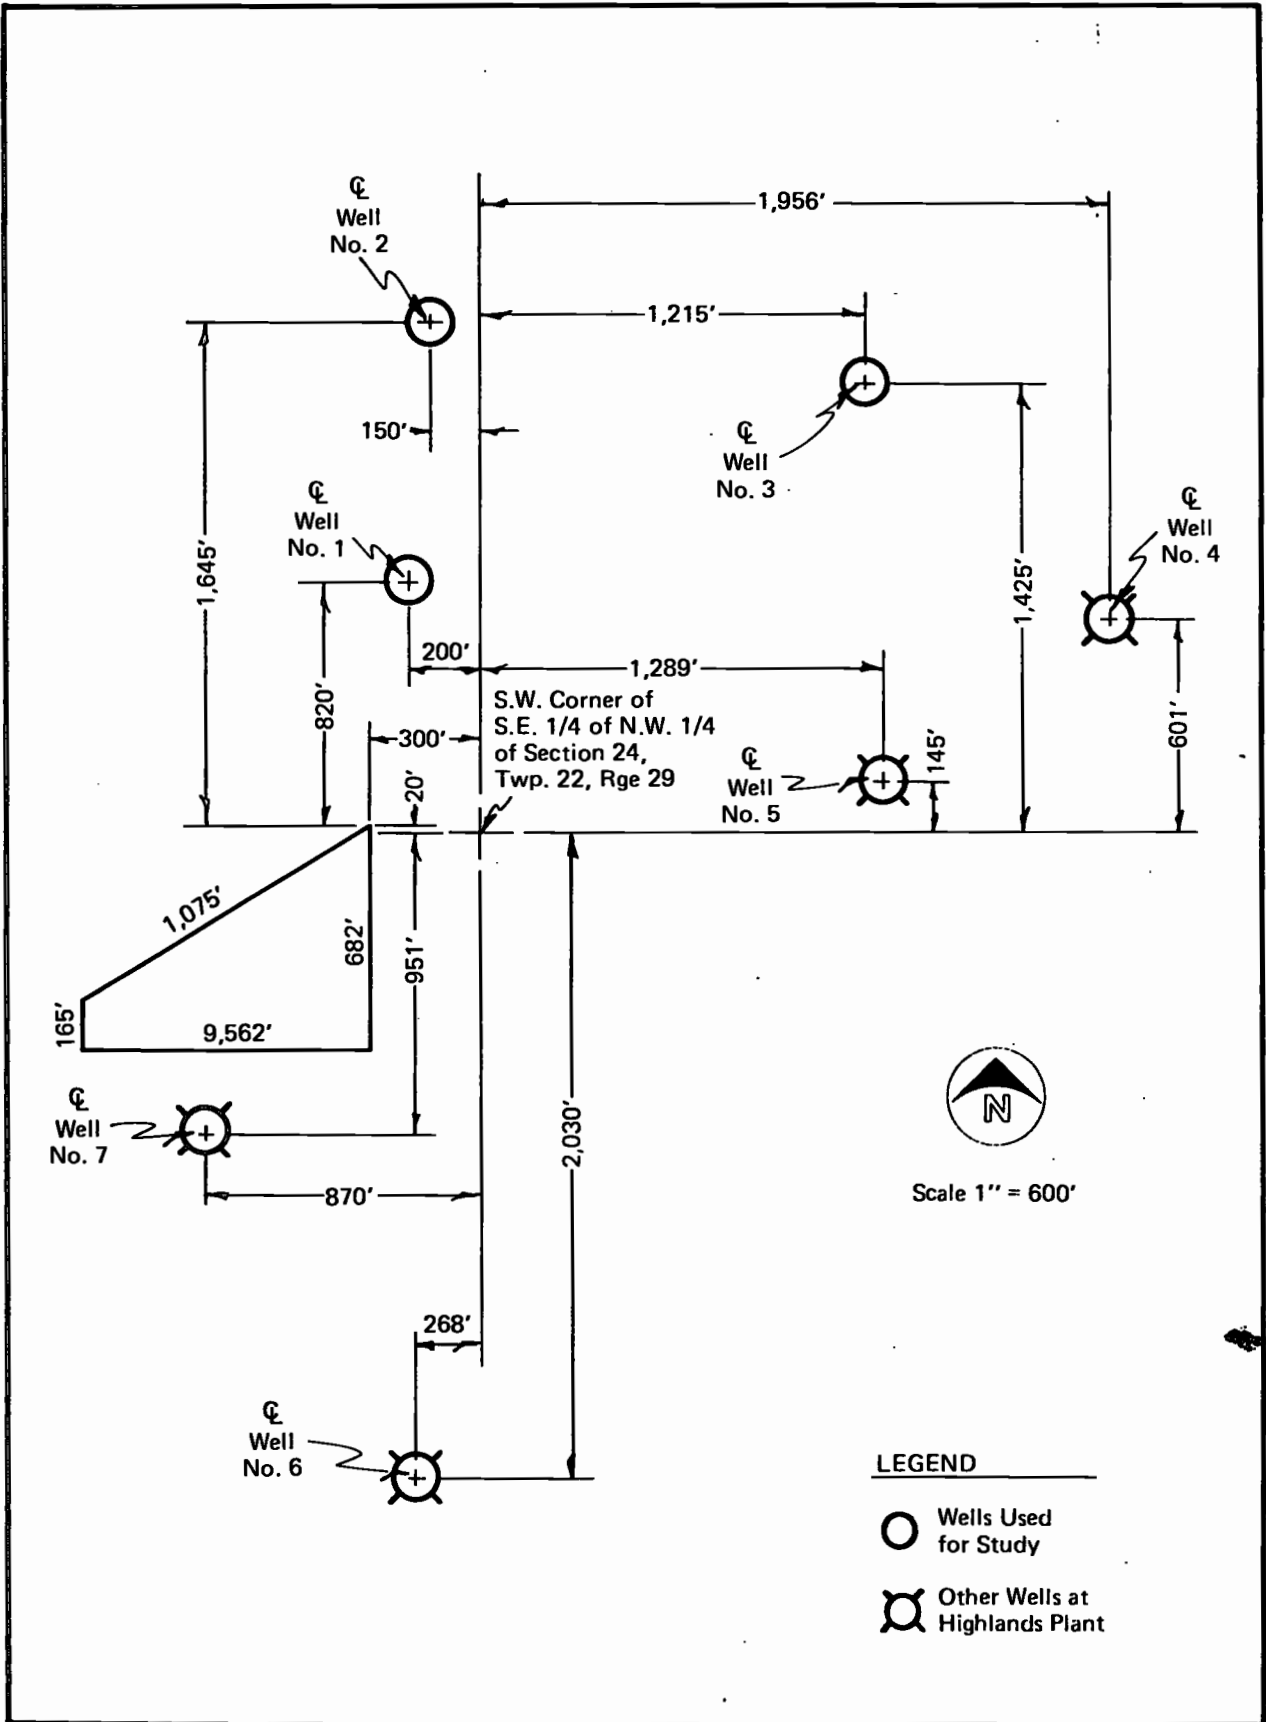 ℄
Well
No. 2
1,956'
1,215'
150'
℄
Well
No. 3
℄
Well
No. 1
℄
Well
No. 4
1,645'
820'
1,425'
200'
1,289'
601'
S.W. Corner of
S.E. 1/4 of N.W. 1/4
of Section 24,
Twp. 22, Rge 29
300'
20'
℄
Well
No. 5
145'
1,075'
682'
951'
165'
9,562'
℄
Well
No. 7
2,030'
870'
N
Scale 1" = 600'
268'
℄
Well
No. 6
LEGEND
Wells Used
for Study
Other Wells at
Highlands Plant